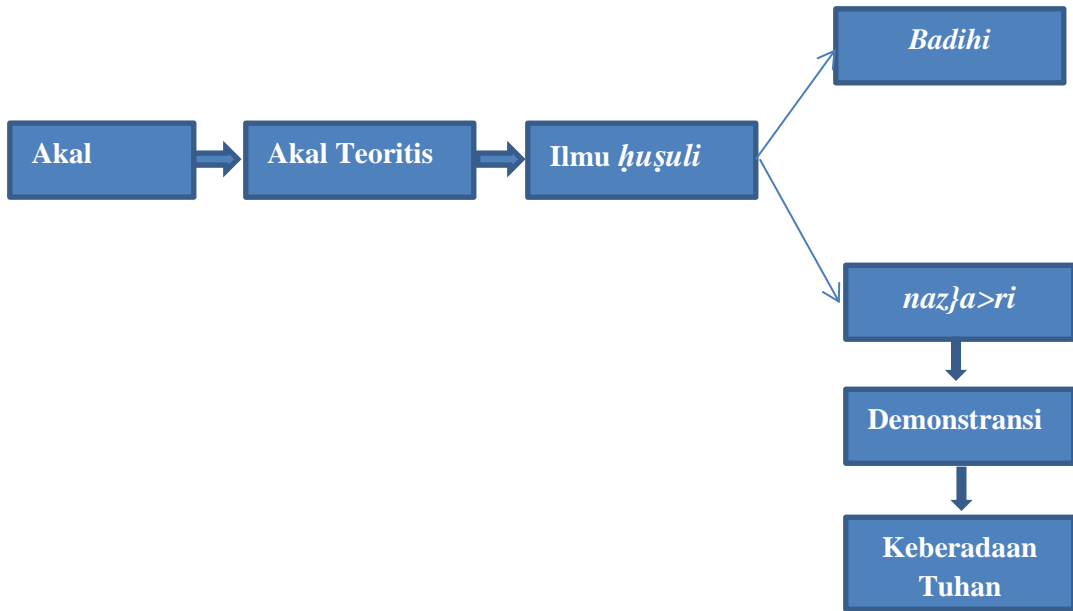 Badihi
Akal
Akal Teoritis
Ilmu ḥuṣuli
naz}a>ri
Demonstransi
Keberadaan
Tuhan